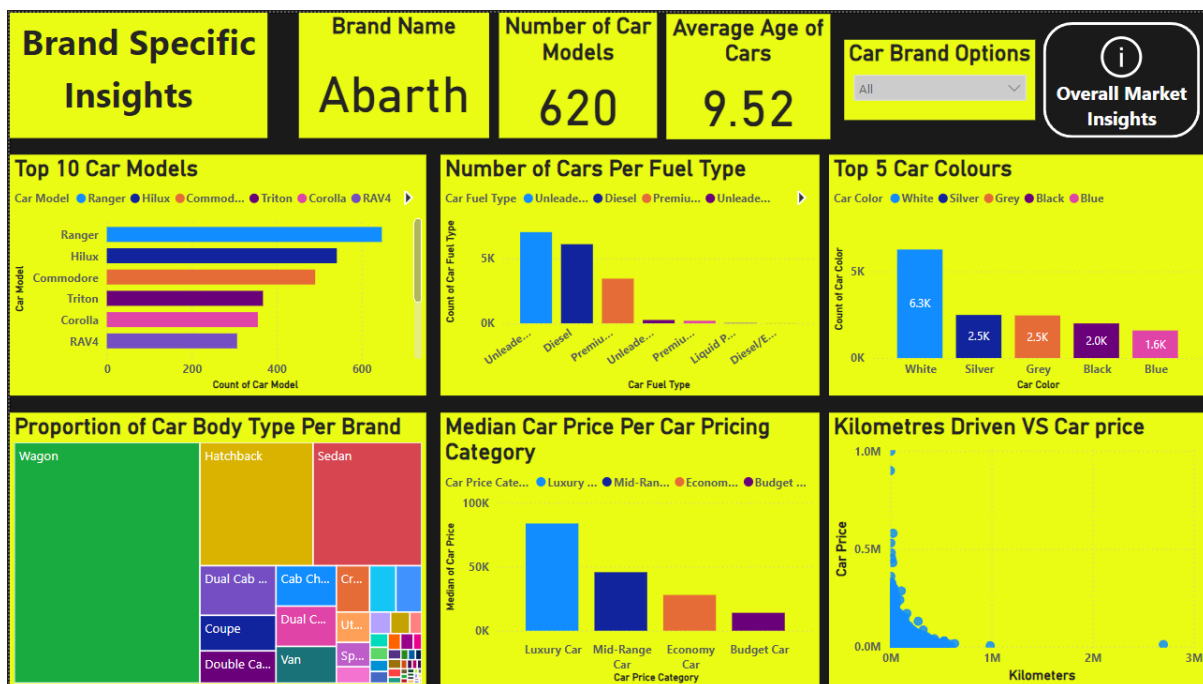 Brand Specific
Insights
Brand Name
Abarth
Number of Car
Models
620
Average Age of
Cars
9.52
Car Brand Options
All
Overall Market
Insights
Top 10 Car Models
Car Model Ranger Hilux Commod... Triton Corolla RAV4
Car Model
Ranger
Hilux
Commodore
Triton
Corolla
RAV4
0 200 400 600
Count of Car Model
Number of Cars Per Fuel Type
Car Fuel Type Unleade... Diesel Premiu... Unleade...
Count of Car Fuel Type
5K
0K
Unleade... Diesel Premiu... Unleade... Premiu... Liquid P... Diesel/E...
Car Fuel Type
Top 5 Car Colours
Car Color White Silver Grey Black Blue
Count of Car Color
5K
0K
6.3K 2.5K 2.5K 2.0K 1.6K
White Silver Grey Black Blue
Car Color
Proportion of Car Body Type Per Brand
Wagon
Hatchback
Sedan
Dual Cab ...
Cab Ch...
Cr...
Coupe
Dual C...
Ut...
Double Ca...
Van
Sp...
Median Car Price Per Car Pricing
Category
Car Price Cate... Luxury ... Mid-Ran... Econom... Budget ...
Median of Car Price
100K
50K
0K
Luxury Car Mid-Range Economy Budget Car
Car Car
Car Price Category
Kilometres Driven VS Car price
Car Price
1.0M
0.5M
0.0M
0M 1M 2M 3M
Kilometers